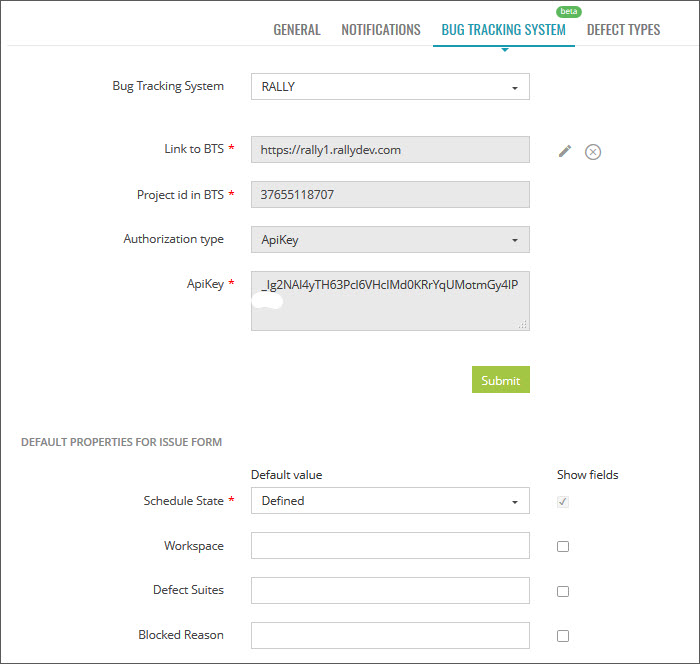 beta
GENERAL NOTIFICATIONS BUG TRACKING SYSTEM DEFECT TYPES
Bug Tracking System RALLY
Link to BTS * https://rally1.rallydev.com
Project id in BTS * 37655118707
Authorization type ApiKey
ApiKey *
Submit
DEFAULT PROPERTIES FOR ISSUE FORM
Default value Show fields
Schedule State * Defined
Workspace
Defect Suites
Blocked Reason